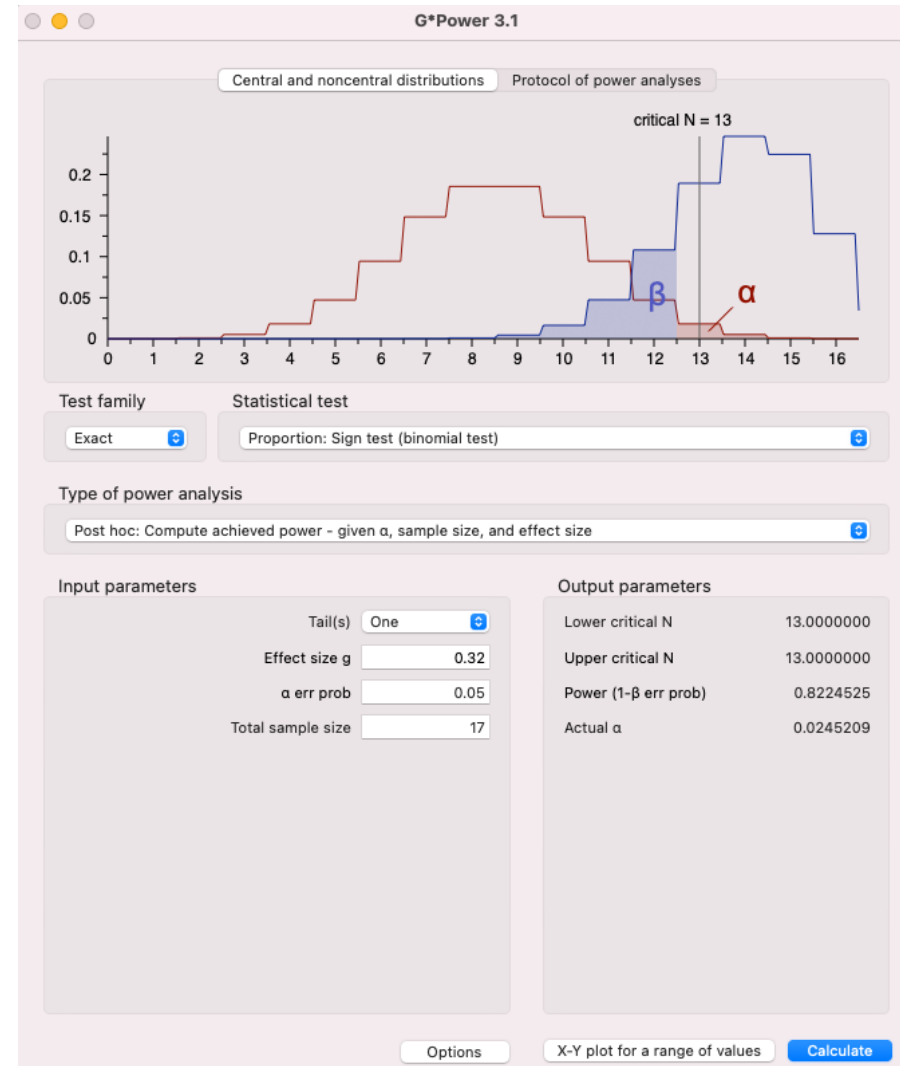 G*Power 3.1
Central and noncentral distributions Protocol of power analyses
critical N = 13
0.2
0.15
0.1
0.05
0
β α
0 1 2 3 4 5 6 7 8 9 10 11 12 13 14 15 16
Test family Statistical test
Exact Proportion: Sign test (binomial test)
Type of power analysis
Post hoc: Compute achieved power - given α, sample size, and effect size
Input parameters Output parameters
Tail(s) One Lower critical N 13.0000000
Effect size g 0.32 Upper critical N 13.0000000
α err prob 0.05 Power (1-β err prob) 0.8224525
Total sample size 17 Actual α 0.0245209
Options X-Y plot for a range of values Calculate